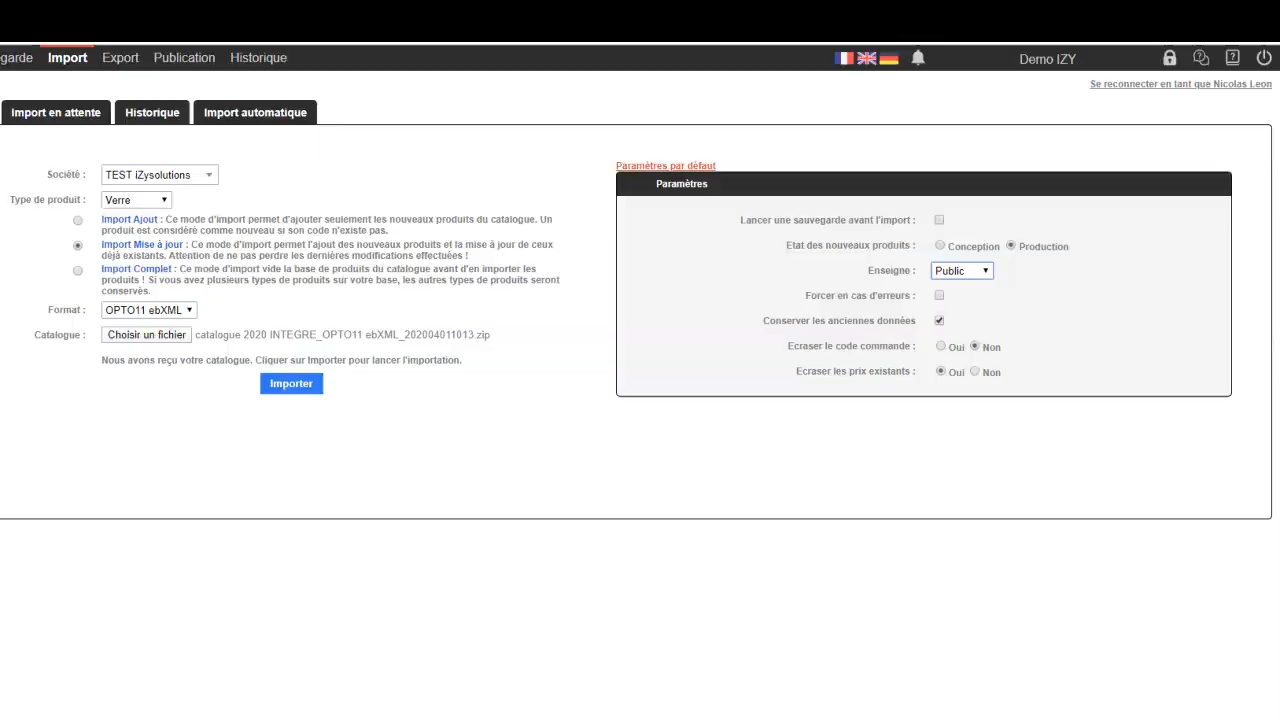 garde Import Export Publication Historique Demo IZY
Se reconnecter en tant que Nicolas Leon
Import en attente Historique Import automatique
Société : TEST iZysolutions
Type de produit : Verre
Import Ajout : Ce mode d'import permet d'ajouter seulement les nouveaux produits du catalogue. Un
produit est considéré comme nouveau si son code n'existe pas.
Import Mise à jour : Ce mode d'import permet l'ajout des nouveaux produits et la mise à jour de ceux
déjà existants. Attention de ne pas perdre les dernières modifications effectuées !
Import Complet : Ce mode d'import vide la base de produits du catalogue avant d'en importer les
produits ! Si vous avez plusieurs types de produits sur votre base, les autres types de produits seront
conservés.
Format : OPTO11 ebXML
Catalogue : Choisir un fichier catalogue 2020 INTEGRE_OPTO11 ebXML_202004011013.zip
Nous avons reçu votre catalogue. Cliquer sur Importer pour lancer l'importation.
Importer
Paramètres par défaut
Paramètres
Lancer une sauvegarde avant l'import :
Etat des nouveaux produits : Conception Production
Enseigne : Public
Forcer en cas d'erreurs :
Conserver les anciennes données
Ecraser le code commande : Oui Non
Ecraser les prix existants : Oui Non